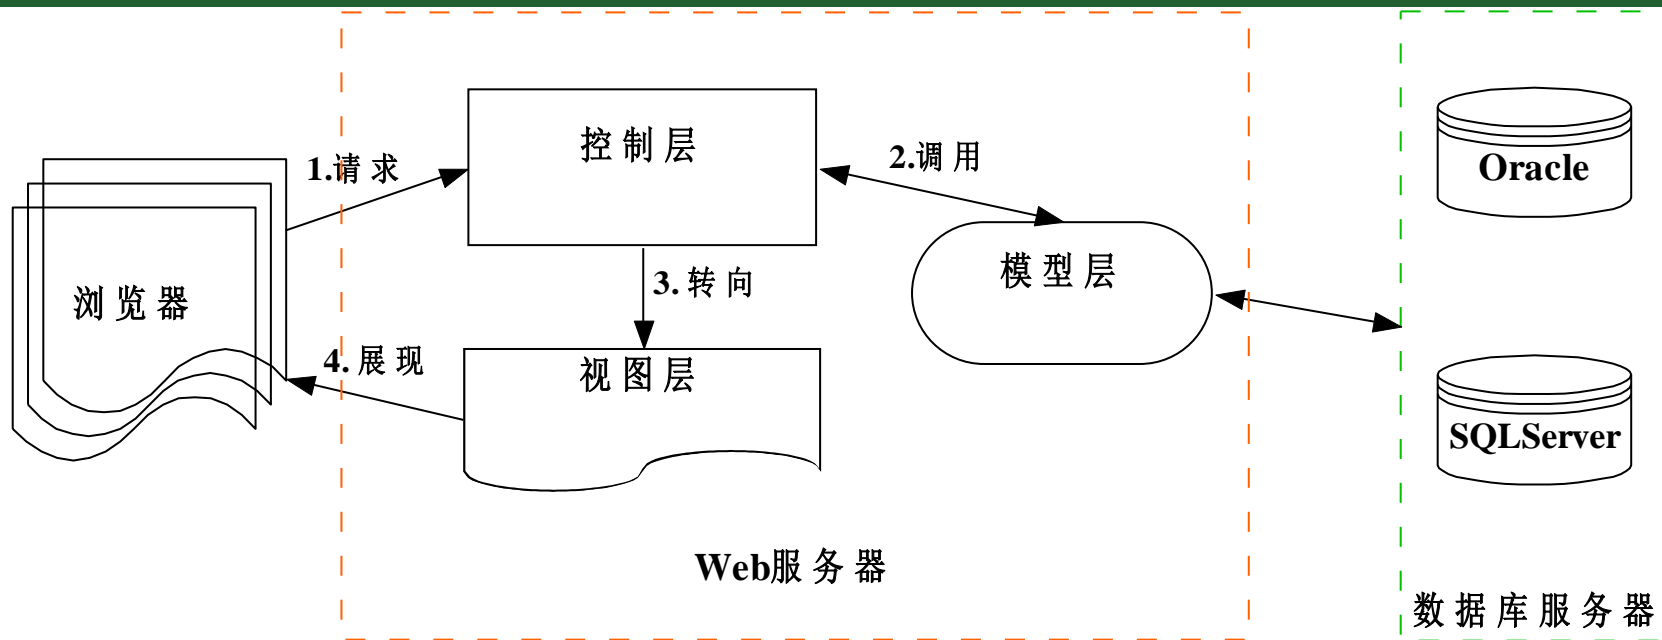 控制层
1.请求
2.调用
Oracle
模型层
3.转向
浏览器
4.展现
视图层
SQLServer
Web服务器
数据库服务器